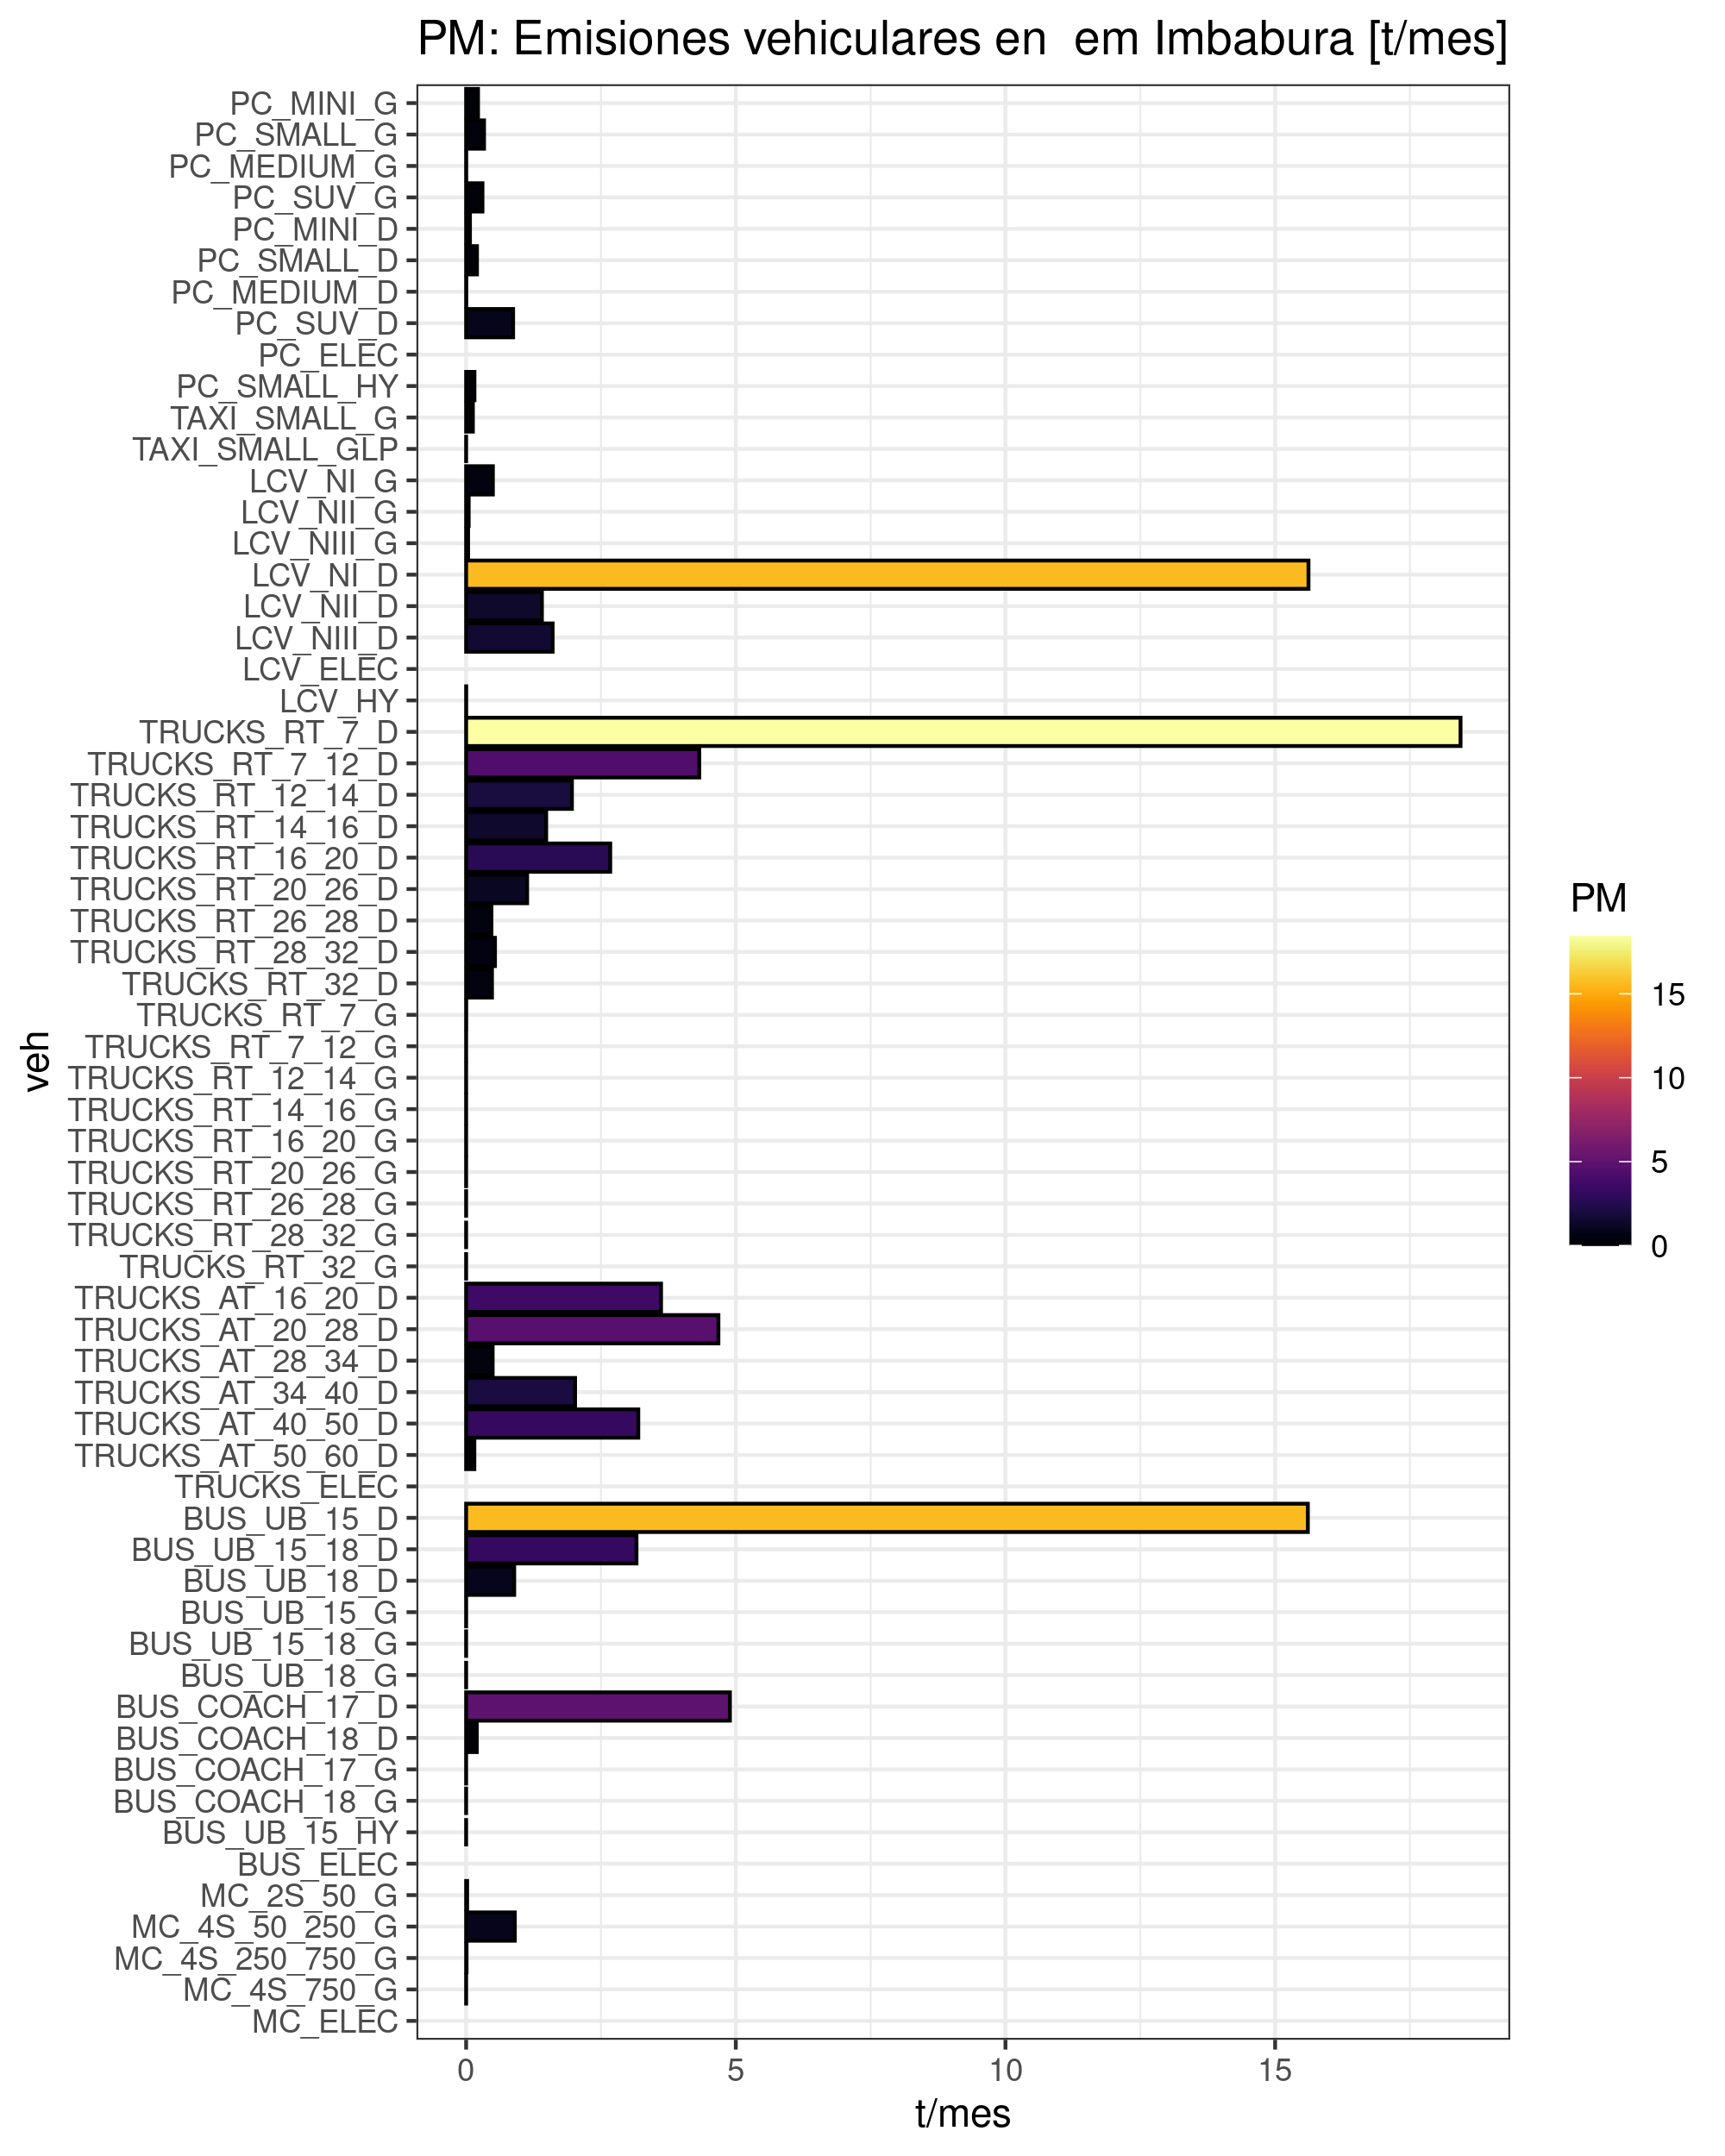 PM: Emisiones vehiculares en  em Imbabura [t/mes]
PC_MINI_G
PC_SMALL_G
PC_MEDIUM_G
PC_SUV_G
PC_MINI_D
PC_SMALL_D
PC_MEDIUM_D
PC_SUV_D
PC_ELEC
PC_SMALL_HY
TAXI_SMALL_G
TAXI_SMALL_GLP
LCV_NI_G
LCV_NII_G
LCV_NIII_G
LCV_NI_D
LCV_NII_D
LCV_NIII_D
LCV_ELEC
LCV_HY
TRUCKS_RT_7_D
TRUCKS_RT_7_12_D
TRUCKS_RT_12_14_D
TRUCKS_RT_14_16_D
TRUCKS_RT_16_20_D
TRUCKS_RT_20_26_D
TRUCKS_RT_26_28_D
TRUCKS_RT_28_32_D
TRUCKS_RT_32_D
TRUCKS_RT_7_G
TRUCKS_RT_7_12_G
TRUCKS_RT_12_14_G
TRUCKS_RT_14_16_G
TRUCKS_RT_16_20_G
TRUCKS_RT_20_26_G
TRUCKS_RT_26_28_G
TRUCKS_RT_28_32_G
TRUCKS_RT_32_G
TRUCKS_AT_16_20_D
TRUCKS_AT_20_28_D
TRUCKS_AT_28_34_D
TRUCKS_AT_34_40_D
TRUCKS_AT_40_50_D
TRUCKS_AT_50_60_D
TRUCKS_ELEC
BUS_UB_15_D
BUS_UB_15_18_D
BUS_UB_18_D
BUS_UB_15_G
BUS_UB_15_18_G
BUS_UB_18_G
BUS_COACH_17_D
BUS_COACH_18_D
BUS_COACH_17_G
BUS_COACH_18_G
BUS_UB_15_HY
BUS_ELEC
MC_2S_50_G
MC_4S_50_250_G
MC_4S_250_750_G
MC_4S_750_G
MC_ELEC
veh
0 5 10 15
t/mes
PM
15
10
5
0